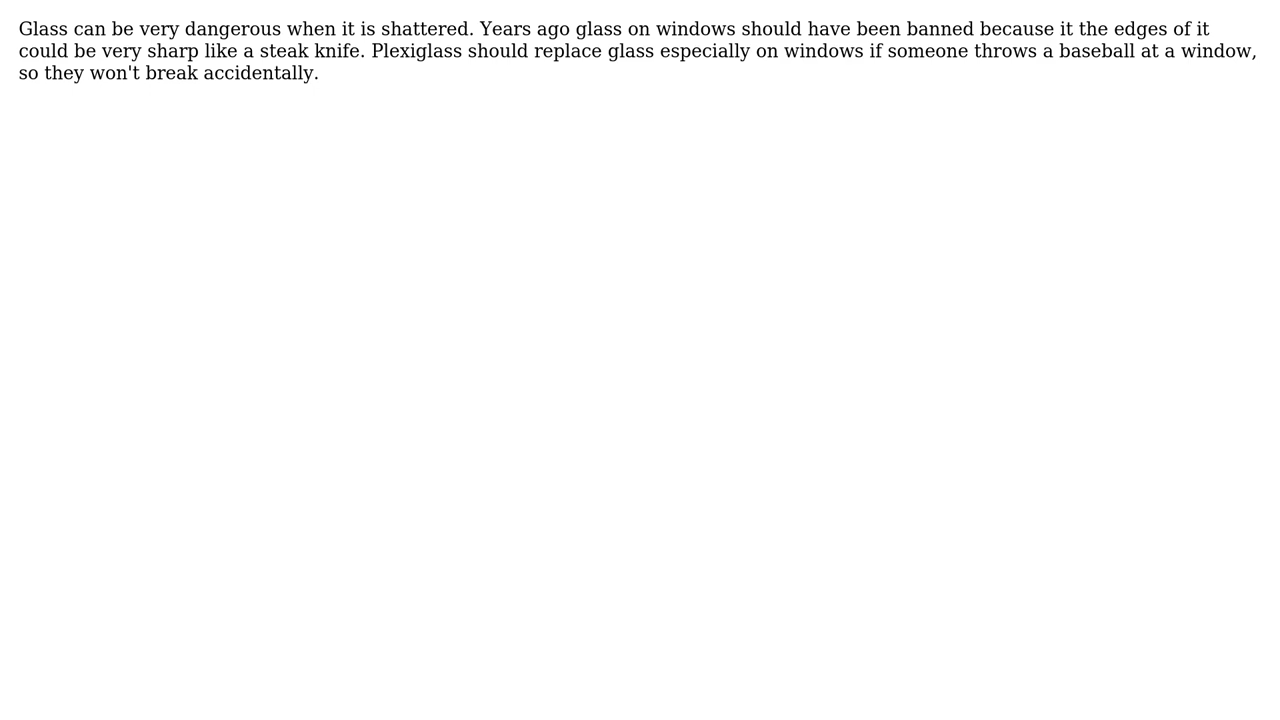 Glass can be very dangerous when it is shattered. Years ago glass on windows should have been banned because it the edges of it
could be very sharp like a steak knife. Plexiglass should replace glass especially on windows if someone throws a baseball at a window,
so they won't break accidentally.